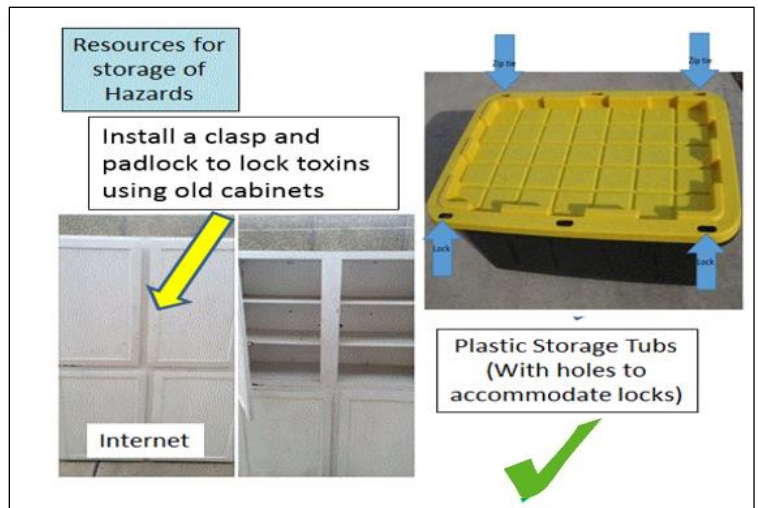 Resources for
storage of
Hazards
Install a clasp and
padlock to lock toxins
using old cabinets
Internet
Zip tie
Zip tie
Lock
Lock
Plastic Storage Tubs
(With holes to
accommodate locks)